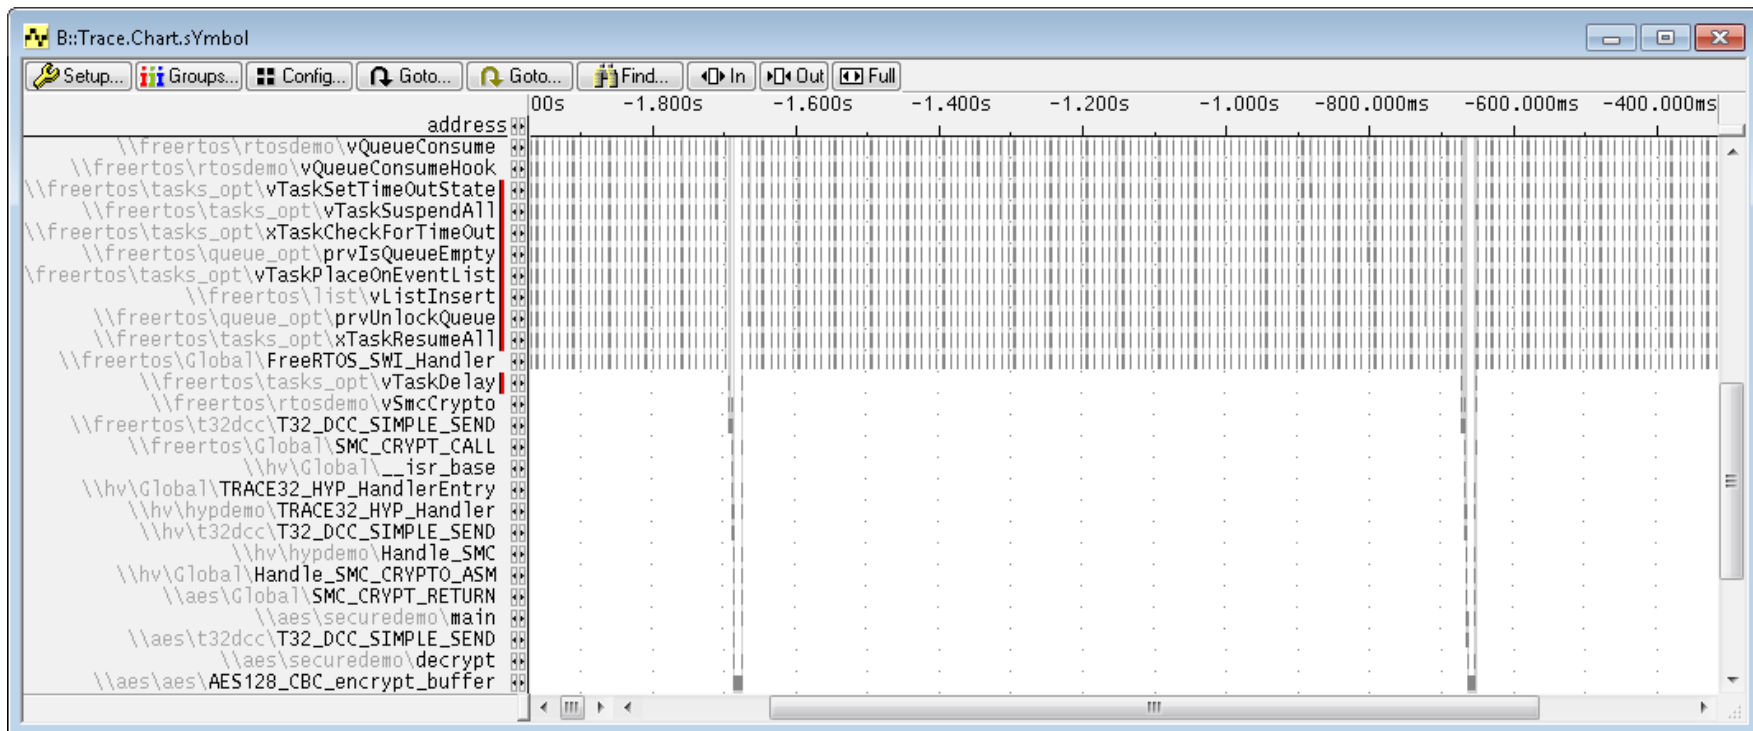 B::Trace.Chart.sYmbol
Setup... Groups... Config... Goto... Goto... Find... In Out Full
00s -1.800s -1.600s -1.400s -1.200s -1.000s -800.000ms -600.000ms -400.000ms
address
\\freertos\rtosdemo\vQueueConsume
\\freertos\rtosdemo\vQueueConsumeHook
\\freertos\tasks_opt\vTaskSetTimeOutState
\\freertos\tasks_opt\vTaskSuspendAll
\\freertos\tasks_opt\xTaskCheckForTimeOut
\\freertos\queue_opt\prvIsQueueEmpty
\freertos\tasks_opt\vTaskPlaceOnEventList
\\freertos\list\vListInsert
\\freertos\queue_opt\prvUnlockQueue
\\freertos\tasks_opt\xTaskResumeAll
\\freertos\Global\FreeRTOS_SWI_Handler
\\freertos\tasks_opt\vTaskDelay
\\freertos\rtosdemo\vSmcCrypto
\\freertos\t32dcc\T32_DCC_SIMPLE_SEND
\\freertos\Global\SMC_CRYPT_CALL
\\hv\Global\__isr_base
\\hv\Global\TRACE32_HYP_HandlerEntry
\\hv\hypdemo\TRACE32_HYP_Handler
\\hv\t32dcc\T32_DCC_SIMPLE_SEND
\\hv\hypdemo\Handle_SMC
\\hv\Global\Handle_SMC_CRYPTO_ASM
\\aes\Global\SMC_CRYPT_RETURN
\\aes\securedemo\main
\\aes\t32dcc\T32_DCC_SIMPLE_SEND
\\aes\securedemo\decrypt
\\aes\aes\AES128_CBC_encrypt_buffer